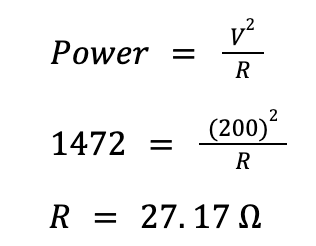 Power = V²/R
1472 = (200)²/R
R = 27.17 Ω